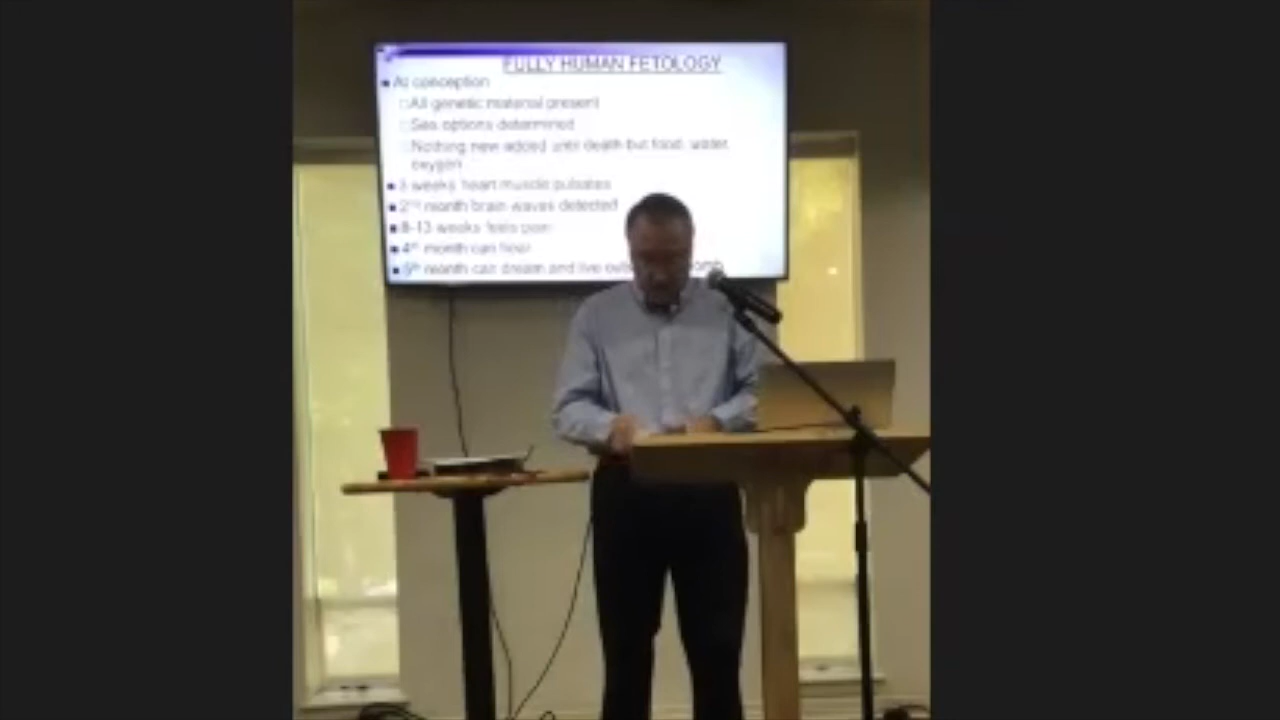 FULLY HUMAN FETOLOGY
At conception
All genetic material present
Sex options determined
Nothing new added until death but food, water,
oxygen
3 weeks heart muscle pulsates
2nd month brain waves detected
8-13 weeks feels pain
4th month can hear
5th month can dream and live omb